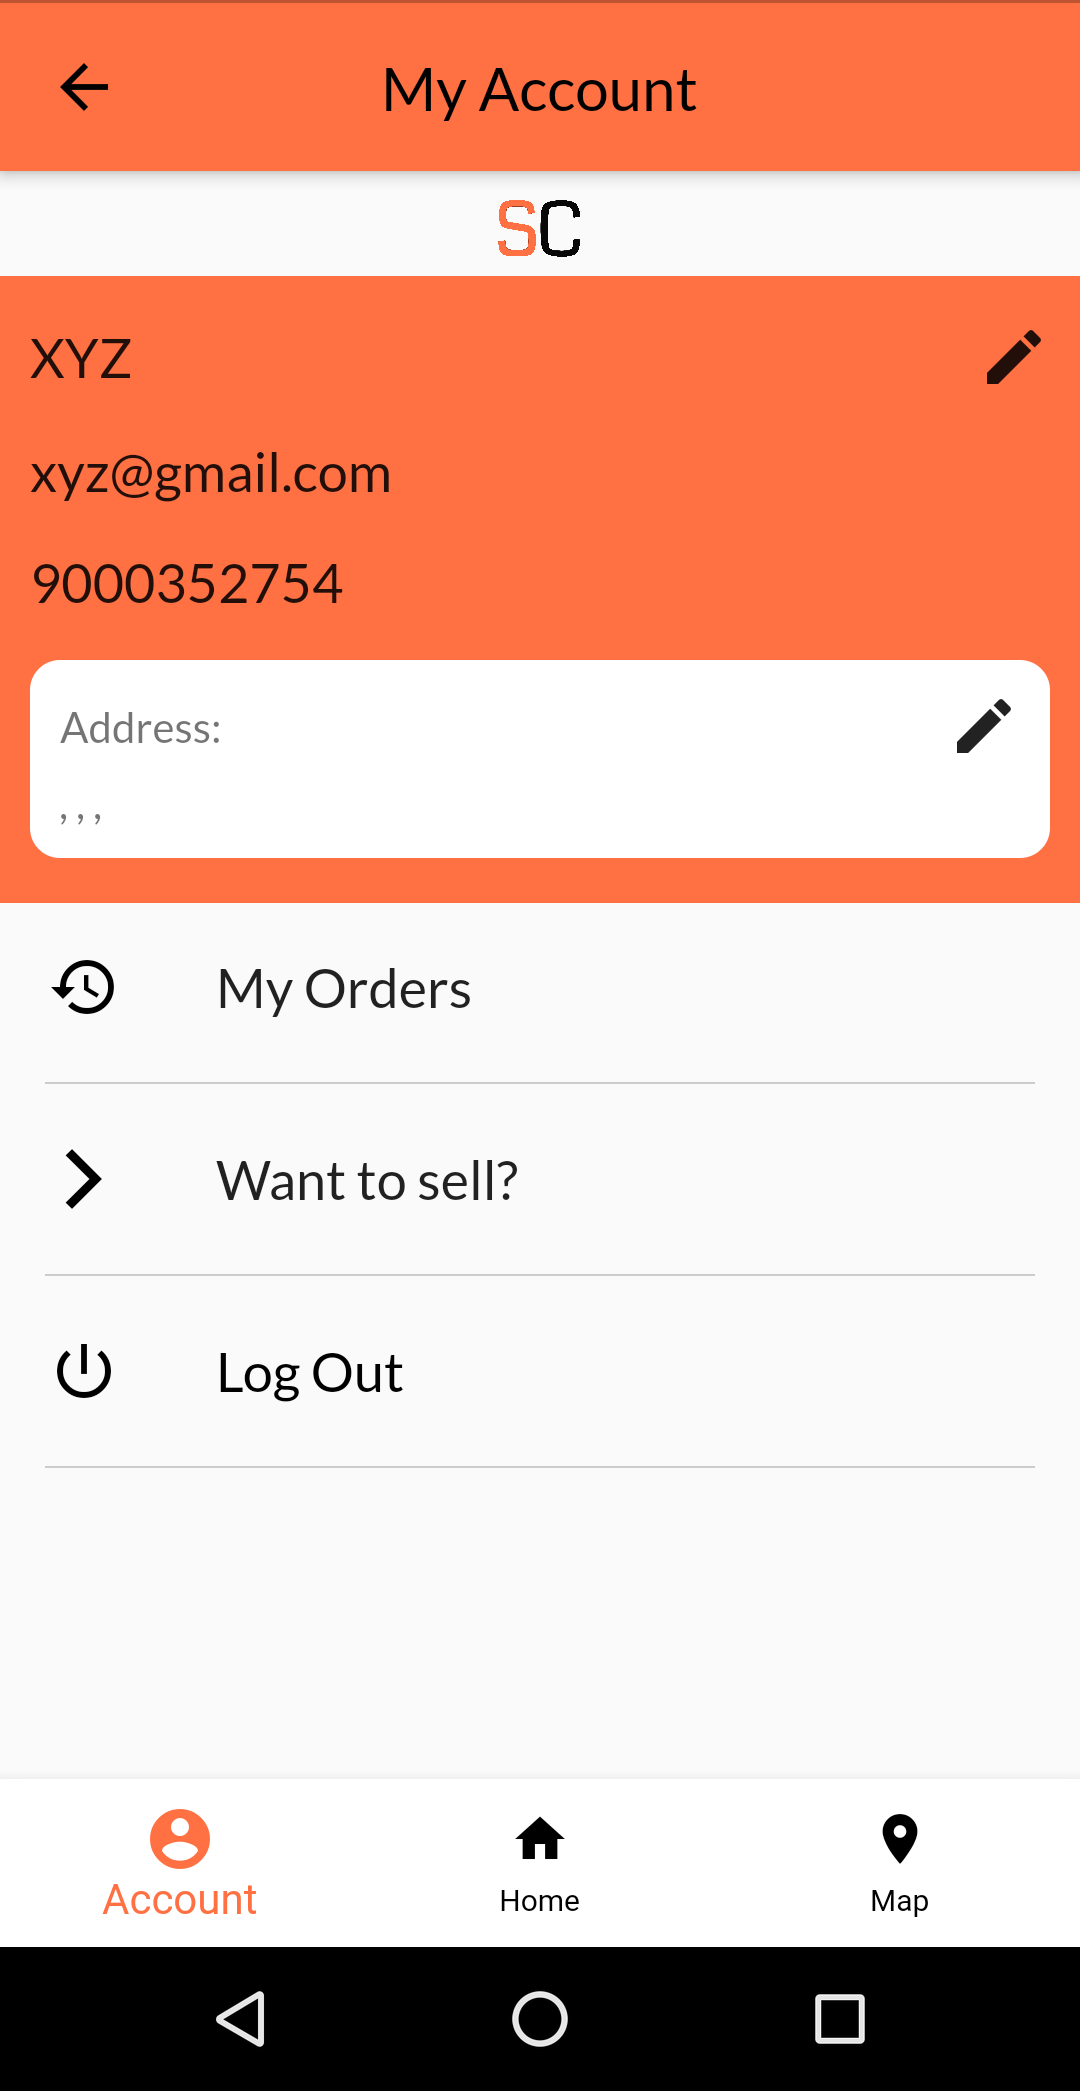 My Account
SC
XYZ
xyz@gmail.com
9000352754
Address:
, , ,
My Orders
Want to sell?
Log Out
Account
Home
Map